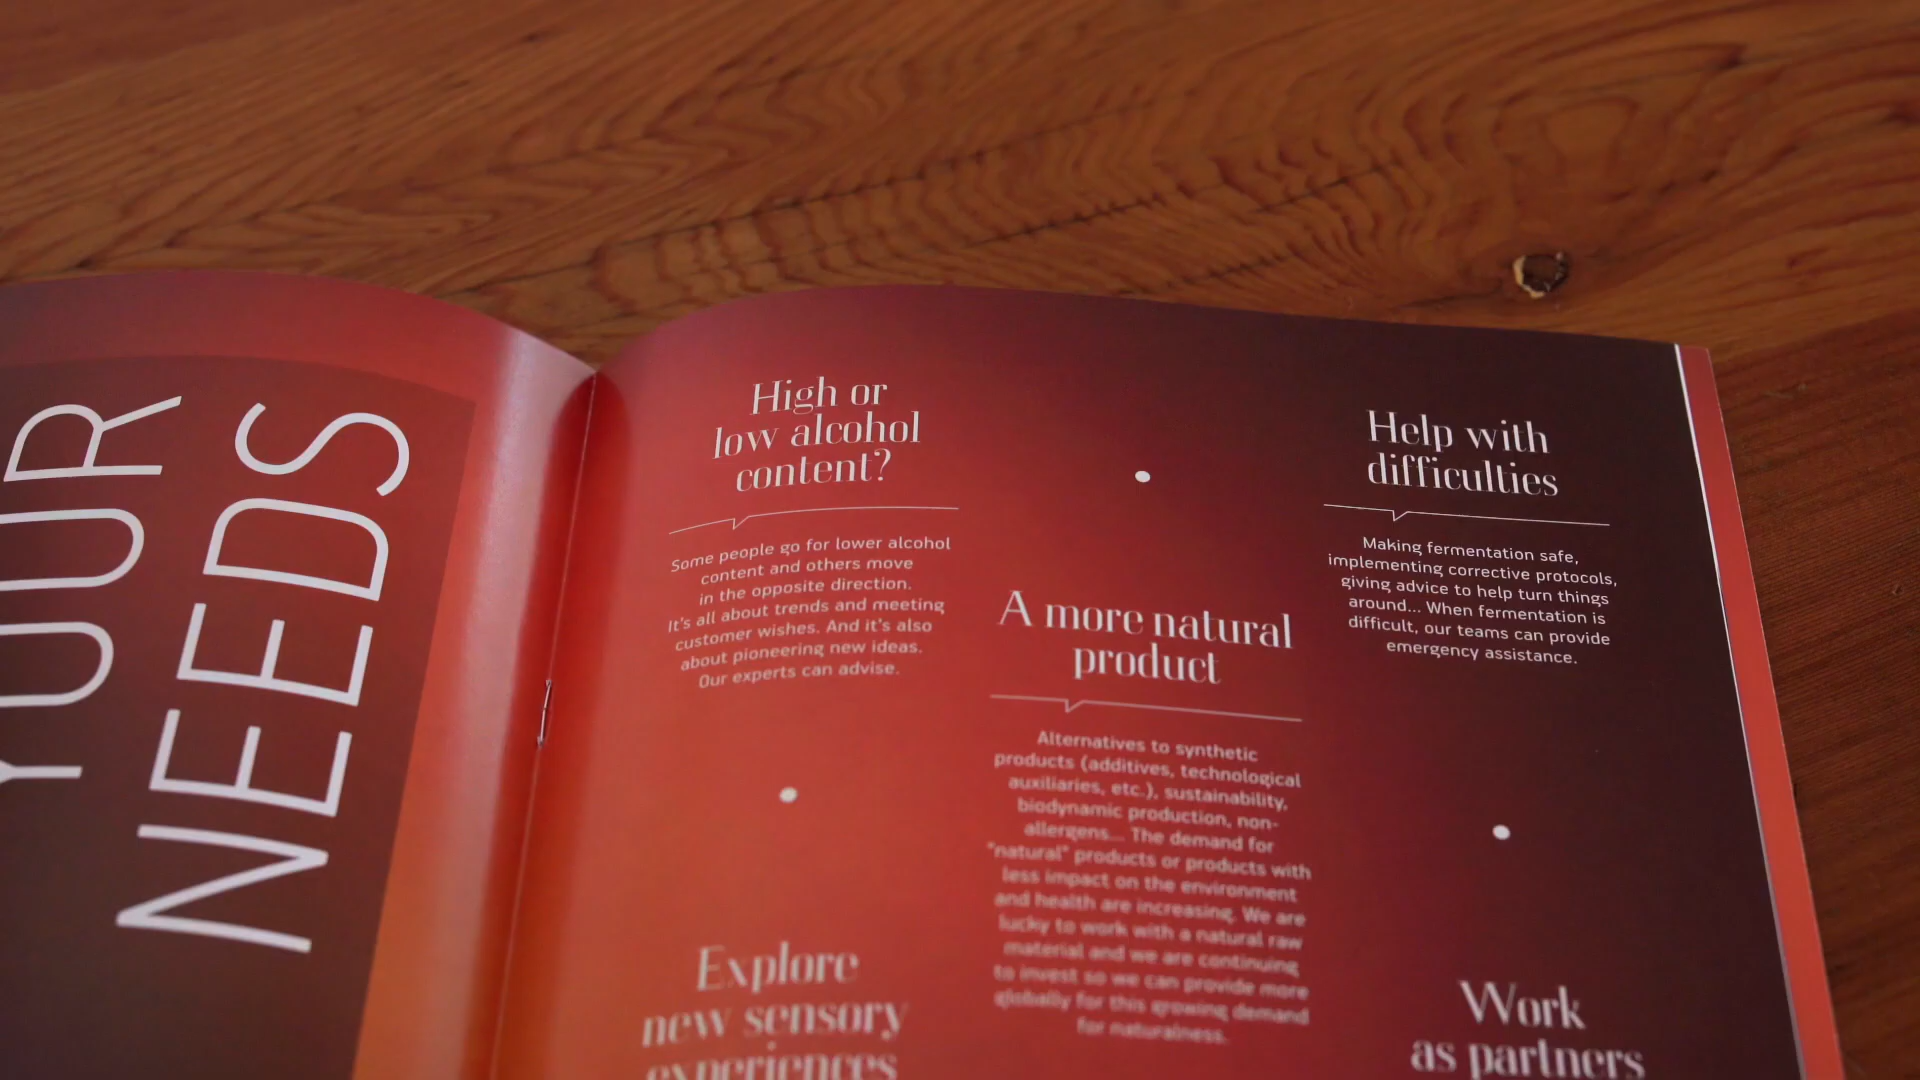 YOUR
NEEDS
High or
low alcohol
content?
Some people go for lower alcohol
content and others move
in the opposite direction.
It's all about trends and meeting
customer wishes. And it's also
about pioneering new ideas.
Our experts can advise.
Explore
new sensory
experiences
A more natural
product
Alternatives to synthetic
products (additives, technological
auxiliaries, etc.), sustainability,
biodynamic production, non-
allergens... The demand for
"natural" products or products with
less impact on the environment
and health are increasing. We are
lucky to work with a natural raw
material and we are continuing
to invest so we can provide more
globally for this growing demand
for naturalness.
Help with
difficulties
Making fermentation safe,
implementing corrective protocols,
giving advice to help turn things
around... When fermentation is
difficult, our teams can provide
emergency assistance.
Work
as partners